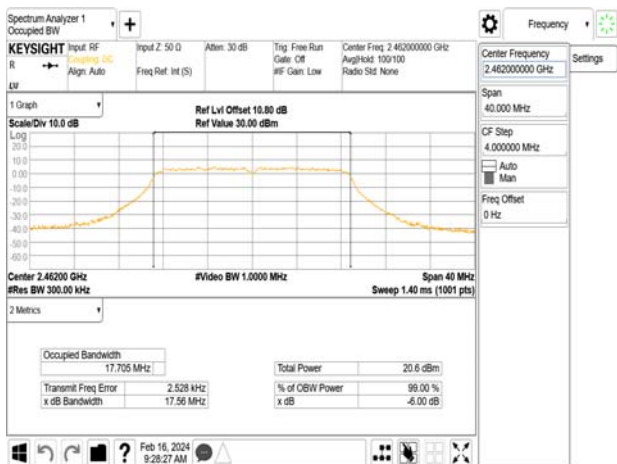 Spectrum Analyzer 1
Occupied BW
Frequency
KEYSIGHT
Input: RF
Coupling: DC
Align: Auto
Input Z: 50 Ω
Freq Ref: Int (S)
Atten: 30 dB
Trig: Free Run
Gate: Off
#IF Gain: Low
Center Freq: 2.462000000 GHz
Avg|Hold: 100/100
Radio Std: None
R
LW
1 Graph
Scale/Div 10.0 dB
Ref Lvl Offset 10.80 dB
Ref Value 30.00 dBm
Log
20.0
10.0
0.00
-10.0
-20.0
-30.0
-40.0
-50.0
-60.0
Center 2.46200 GHz
#Res BW 300.00 kHz
#Video BW 1.0000 MHz
Span 40 MHz
Sweep 1.40 ms (1001 pts)
2 Metrics
Occupied Bandwidth
17.705 MHz
Total Power 20.6 dBm
Transmit Freq Error 2.528 kHz
% of OBW Power 99.00 %
x dB Bandwidth 17.56 MHz
x dB -6.00 dB
Feb 16, 2024
9:28:27 AM
Center Frequency
2.462000000 GHz
Settings
Span
40.000 MHz
CF Step
4.000000 MHz
Auto
Man
Freq Offset
0 Hz